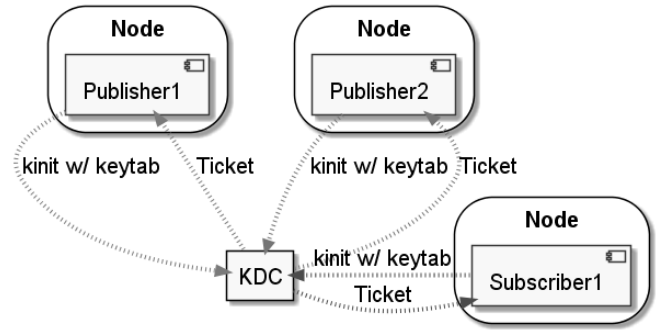 Node
Node
Publisher1
Publisher2
kinit w/ keytab
Ticket
kinit w/ keytab
Ticket
Node
kinit w/ keytab
KDC
Subscriber1
Ticket